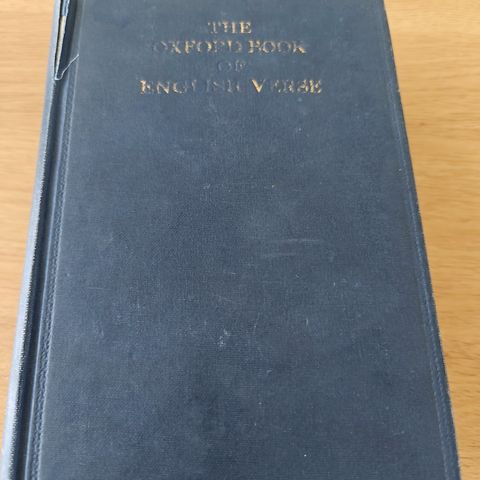 THE
OXFORD BOOK
OF
ENGLISH VERSE